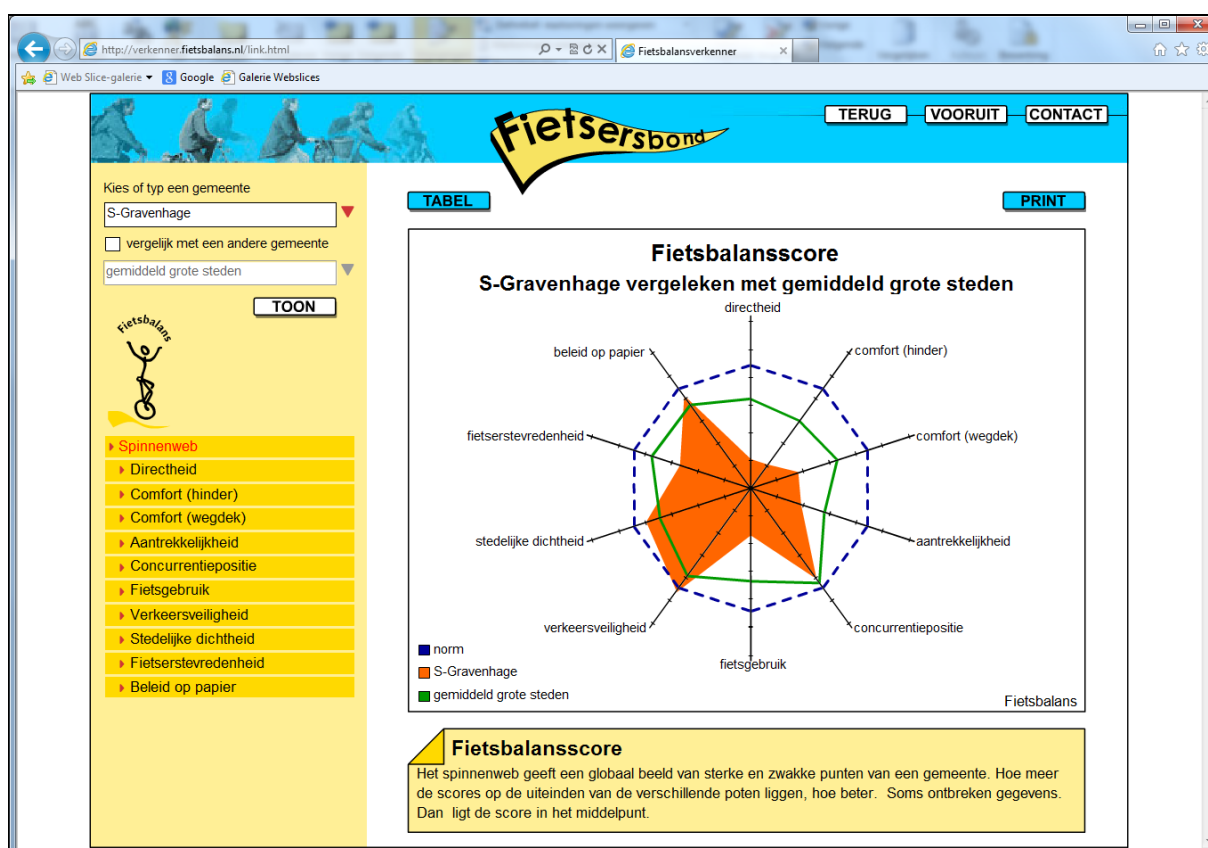 http://verkenner.fietsbalans.nl/link.html
Fietsbalansverkenner
Web Slice-galerie
Google
Galerie Webslices
Fietsersbond
TERUG
VOORUIT
CONTACT
Kies of typ een gemeente
S-Gravenhage
vergelijk met een andere gemeente
gemiddeld grote steden
TOON
Fietsbalans
Spinnenweb
Directheid
Comfort (hinder)
Comfort (wegdek)
Aantrekkelijkheid
Concurrentiepositie
Fietsgebruik
Verkeersveiligheid
Stedelijke dichtheid
Fietserstevredenheid
Beleid op papier
TABEL
PRINT
Fietsbalansscore
S-Gravenhage vergeleken met gemiddeld grote steden
directheid
beleid op papier
comfort (hinder)
fietserstevredenheid
comfort (wegdek)
stedelijke dichtheid
aantrekkelijkheid
verkeersveiligheid
concurrentiepositie
fietsgebruik
norm
S-Gravenhage
gemiddeld grote steden
Fietsbalans
Fietsbalansscore
Het spinnenweb geeft een globaal beeld van sterke en zwakke punten van een gemeente. Hoe meer
de scores op de uiteinden van de verschillende poten liggen, hoe beter.  Soms ontbreken gegevens.
Dan  ligt de score in het middelpunt.